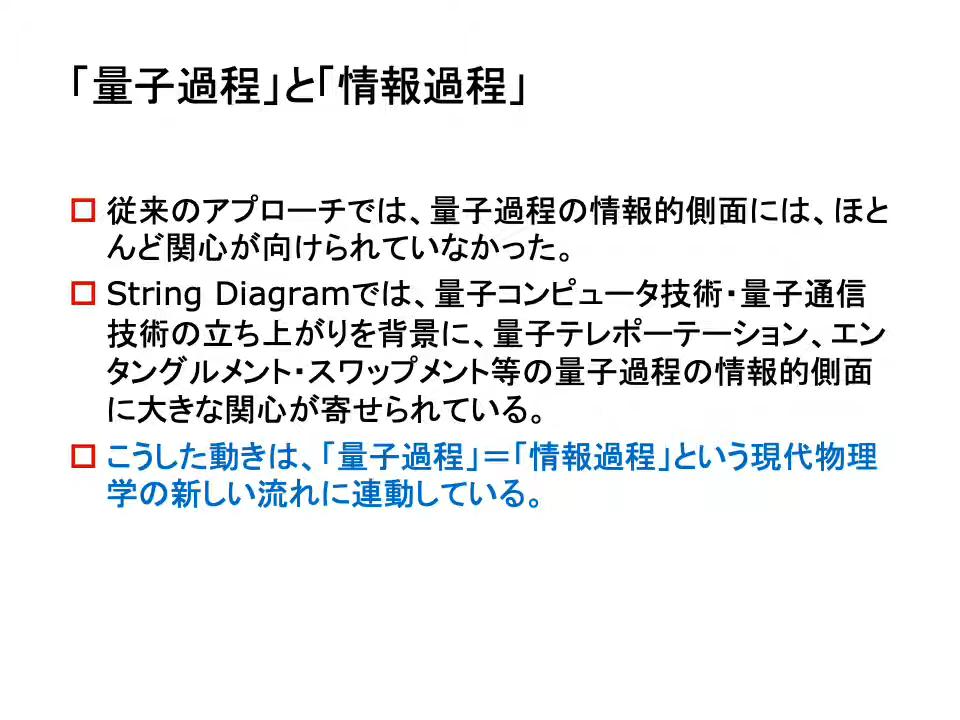 「量子過程」と「情報過程」
従来のアプローチでは、量子過程の情報的側面には、ほと
んど関心が向けられていなかった。
String Diagramでは、量子コンピュータ技術・量子通信
技術の立ち上がりを背景に、量子テレポーテーション、エン
タングルメント・スワップメント等の量子過程の情報的側面
に大きな関心が寄せられている。
こうした動きは、「量子過程」＝「情報過程」という現代物理
学の新しい流れに連動している。